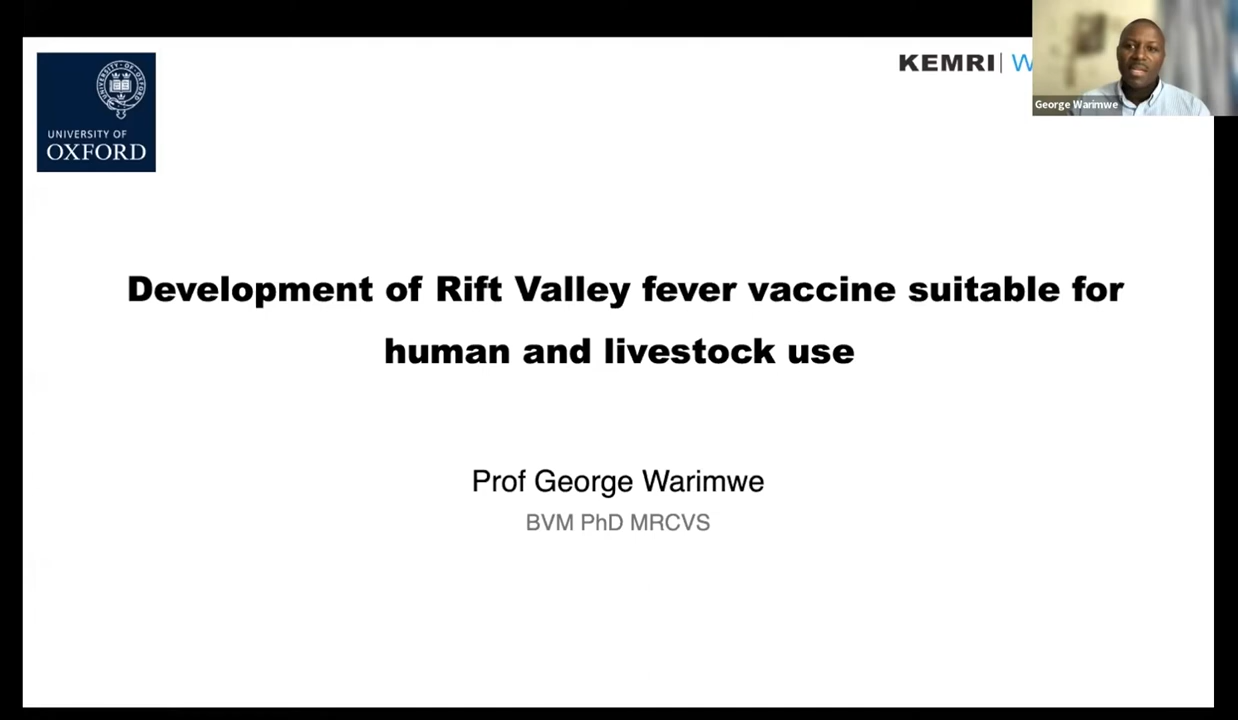 UNIVERSITY OF
OXFORD
KEMRI | W
George Warimwe
Development of Rift Valley fever vaccine suitable for
human and livestock use
Prof George Warimwe
BVM PhD MRCVS